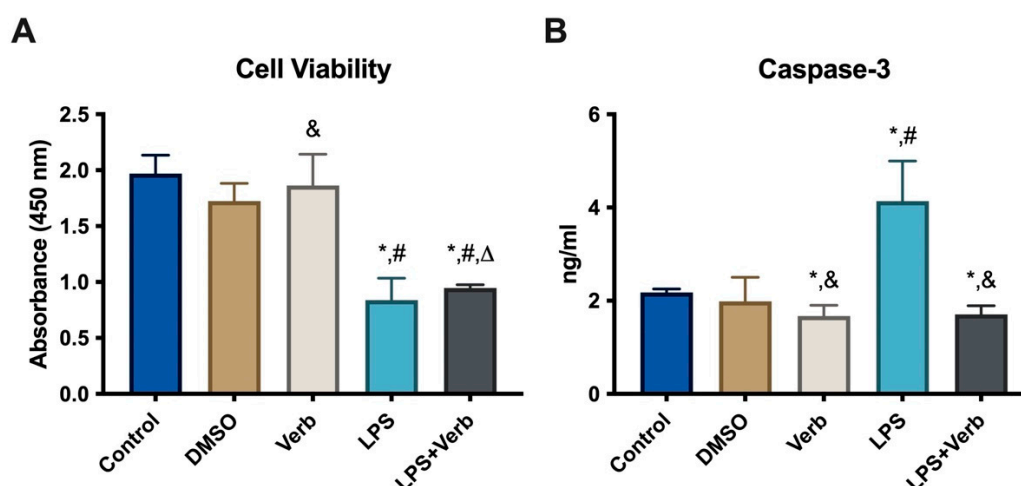 A
Cell Viability
Absorbance (450 nm)
2.5
2.0
1.5
1.0
0.5
0.0
&
*,#
*,#,Δ
Control
DMSO
Verb
LPS
LPS+Verb
B
Caspase-3
ng/ml
6
4
2
0
*,&
*,#
*,&
Control
DMSO
Verb
LPS
LPS+Verb